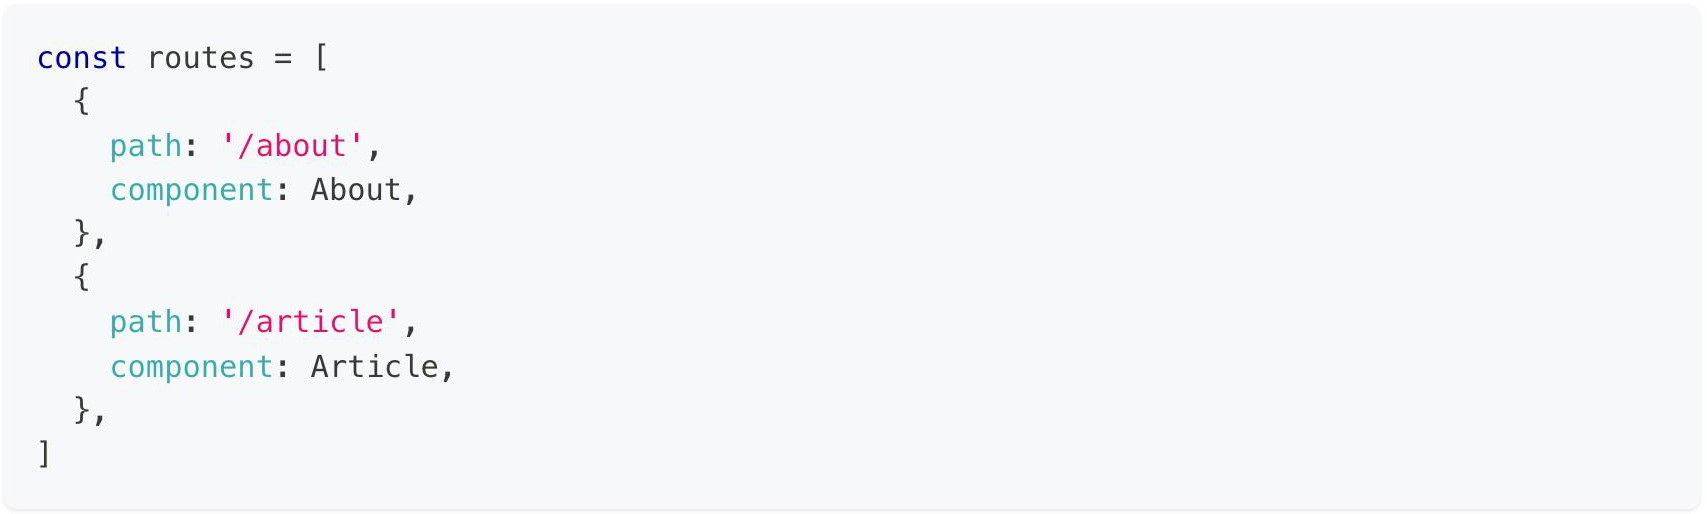 const routes = [
  {
    path: '/about',
    component: About,
  },
  {
    path: '/article',
    component: Article,
  },
]